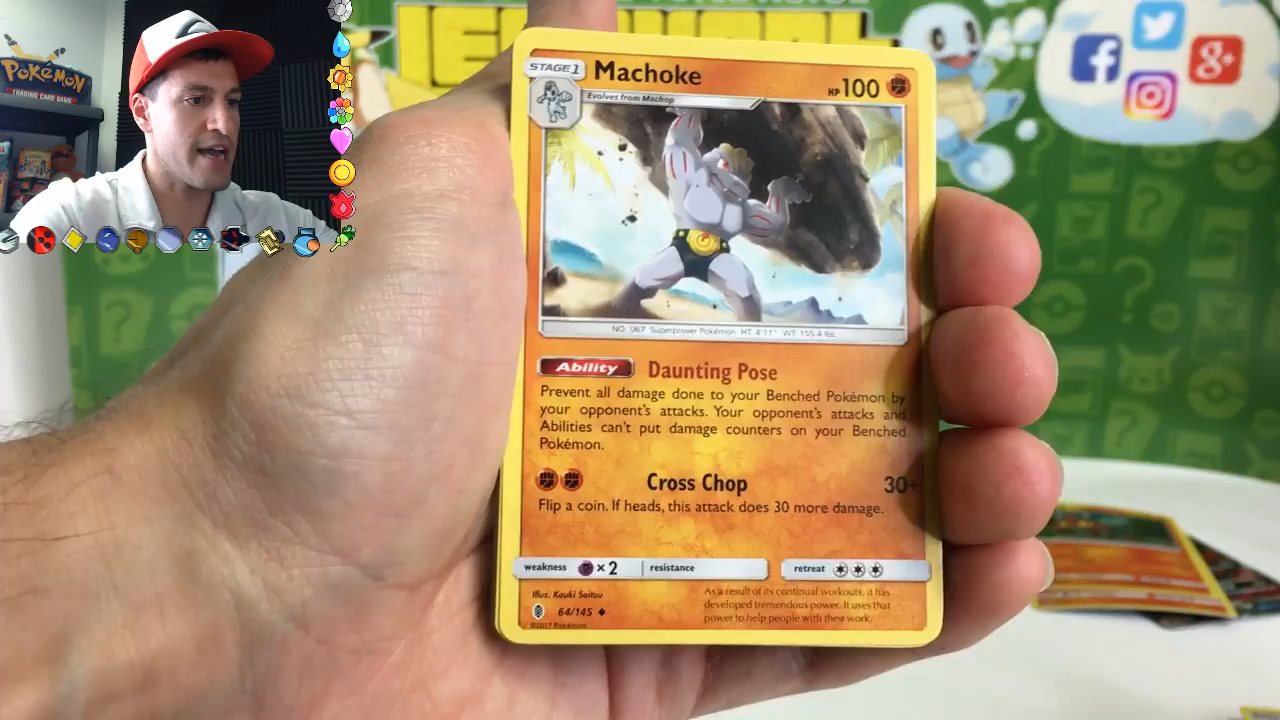 POKéMON
TRADING CARD GAME
STAGE1
Machoke
HP 100
Evolves from Machop
NO. 067 Superpower Pokémon HT. 4'11" WT. 155.4 lbs.
Ability Daunting Pose
Prevent all damage done to your Benched Pokémon by
your opponent's attacks. Your opponent's attacks and
Abilities can't put damage counters on your Benched
Pokémon.
Cross Chop 30+
Flip a coin. If heads, this attack does 30 more damage.
weakness ×2 resistance retreat
Illus. Kouki Saitou
64/145
©2017 Pokémon
As a result of its continual workouts, it has
developed tremendous power. It uses that
power to help people with their work.
f
g+